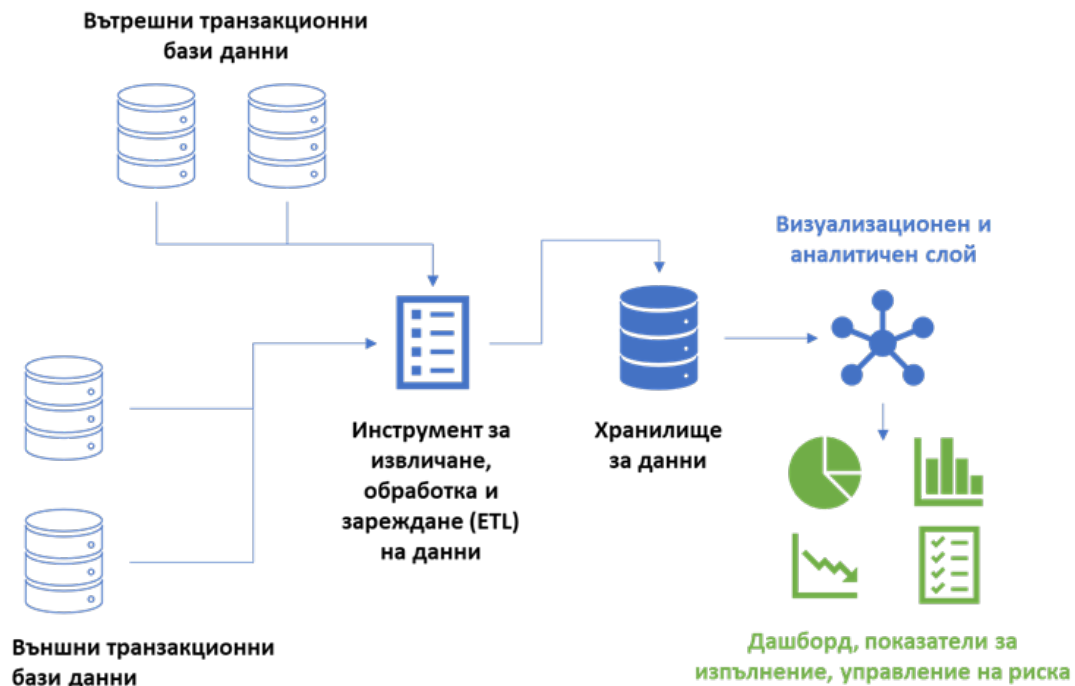 Вътрешни транзакционни
бази данни
Визуализационен и
аналитичен слой
Инструмент за
извличане,
обработка и
зареждане (ETL)
на данни
Хранилище
за данни
Външни транзакционни
бази данни
Дашборд, показатели за
изпълнение, управление на риска